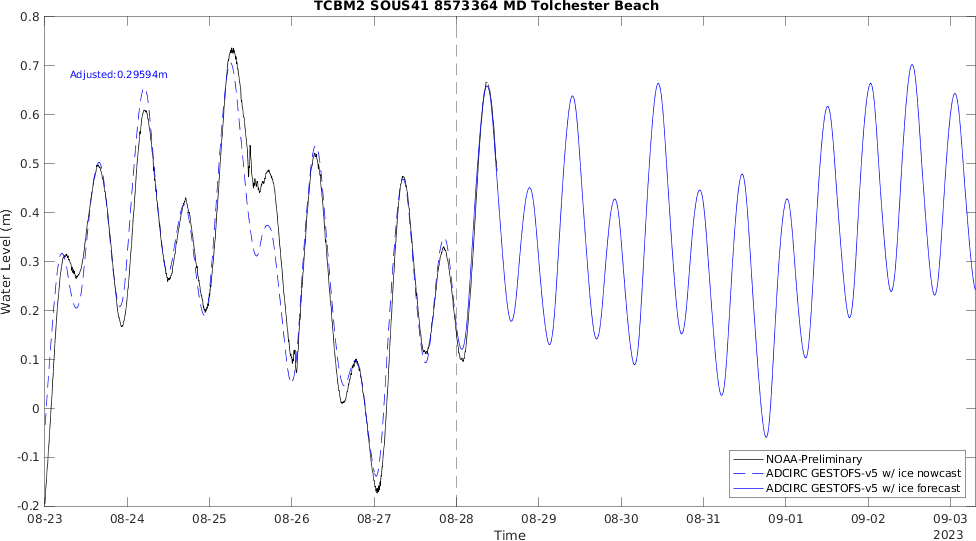 TCBM2 SOUS41 8573364 MD Tolchester Beach
0.8
0.7
0.6
0.5
0.4
0.3
0.2
0.1
0
-0.1
-0.2
Water Level (m)
Adjusted:0.29594m
NOAA-Preliminary
ADCIRC GESTOFS-v5 w/ ice nowcast
ADCIRC GESTOFS-v5 w/ ice forecast
08-23 08-24 08-25 08-26 08-27 08-28 08-29 08-30 08-31 09-01 09-02 09-03
Time
2023